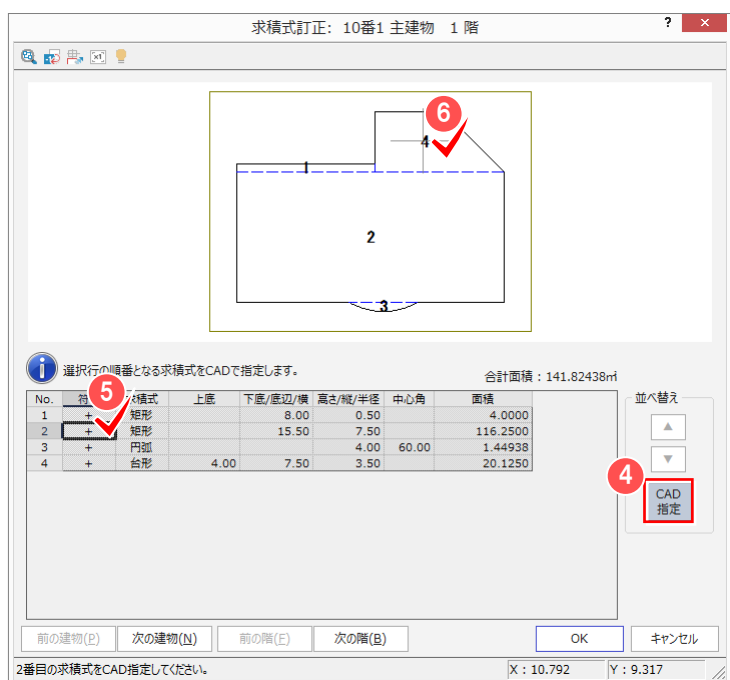 求積式訂正: 10番1 主建物 1 階
?
×
6
4
1
2
3
選択行の順番となる求積式をCADで指定します。
合計面積：141.82438㎡
5
No. 符 求積式 上底 下底/底辺/横 高さ/縦/半径 中心角 面積
1 + 矩形 8.00 0.50 4.0000
2 + 矩形 15.50 7.50 116.2500
3 + 円弧 4.00 60.00 1.44938
4 + 台形 4.00 7.50 3.50 20.1250
並べ替え
▲
▼
4
CAD
指定
前の建物(P) 次の建物(N) 前の階(F) 次の階(B) OK キャンセル
2番目の求積式をCAD指定してください。 X：10.792 Y：9.317